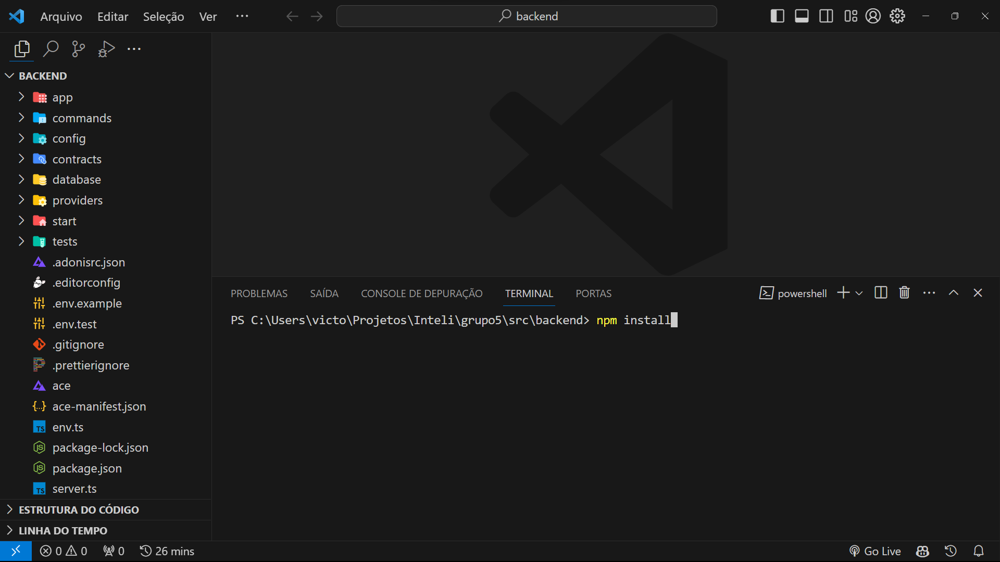 Arquivo Editar Seleção Ver ··· backend
BACKEND
app
commands
config
contracts
database
providers
start
tests
.adonisrc.json
.editorconfig
.env.example
.env.test
.gitignore
.prettierignore
ace
ace-manifest.json
env.ts
package-lock.json
package.json
server.ts
ESTRUTURA DO CÓDIGO
LINHA DO TEMPO
PROBLEMAS SAÍDA CONSOLE DE DEPURAÇÃO TERMINAL PORTAS powershell
PS C:\Users\victo\Projetos\Inteli\grupo5\src\backend> npm install
0 0 0 26 mins Go Live